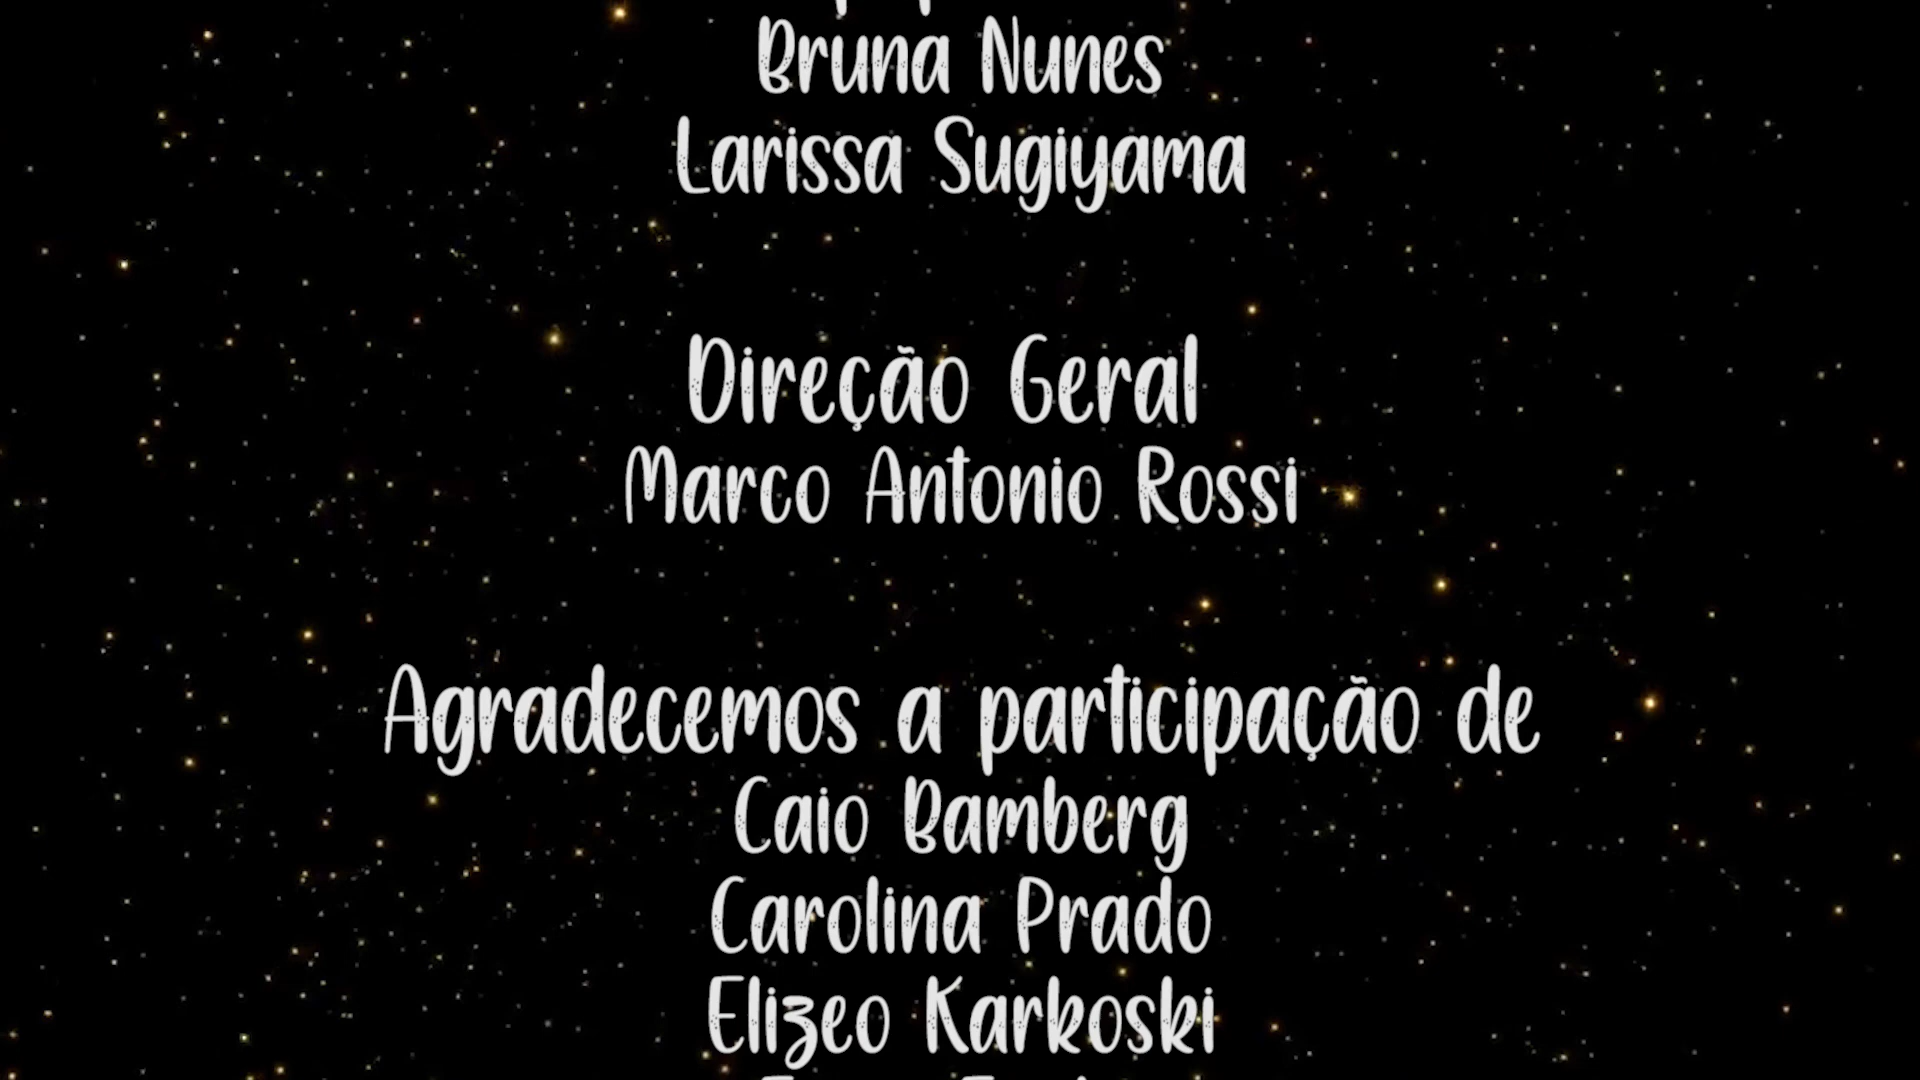 Bruna Nunes
Larissa Sugiyama
Direção Geral
Marco Antonio Rossi
Agradecemos a participação de
Caio Bamberg
Carolina Prado
Elizeo Karkoski